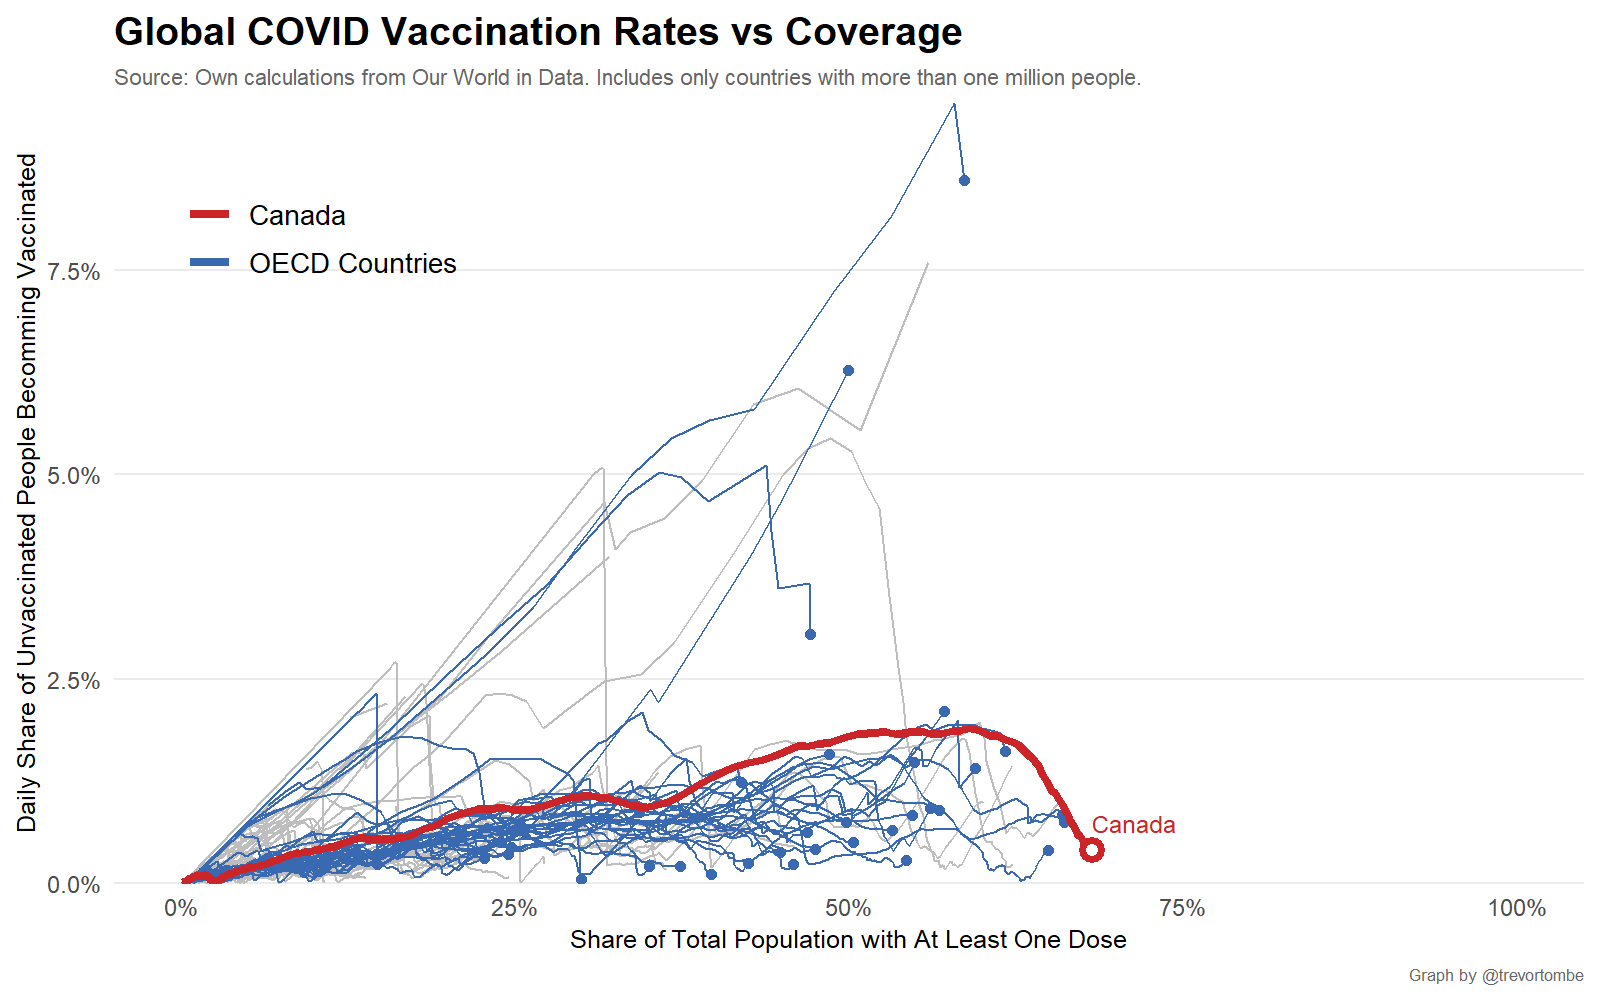 Global COVID Vaccination Rates vs Coverage
Source: Own calculations from Our World in Data. Includes only countries with more than one million people.
Daily Share of Unvaccinated People Becomming Vaccinated
Canada
OECD Countries
7.5%
5.0%
2.5%
0.0%
Canada
0%
25%
50%
75%
100%
Share of Total Population with At Least One Dose
Graph by @trevortombe